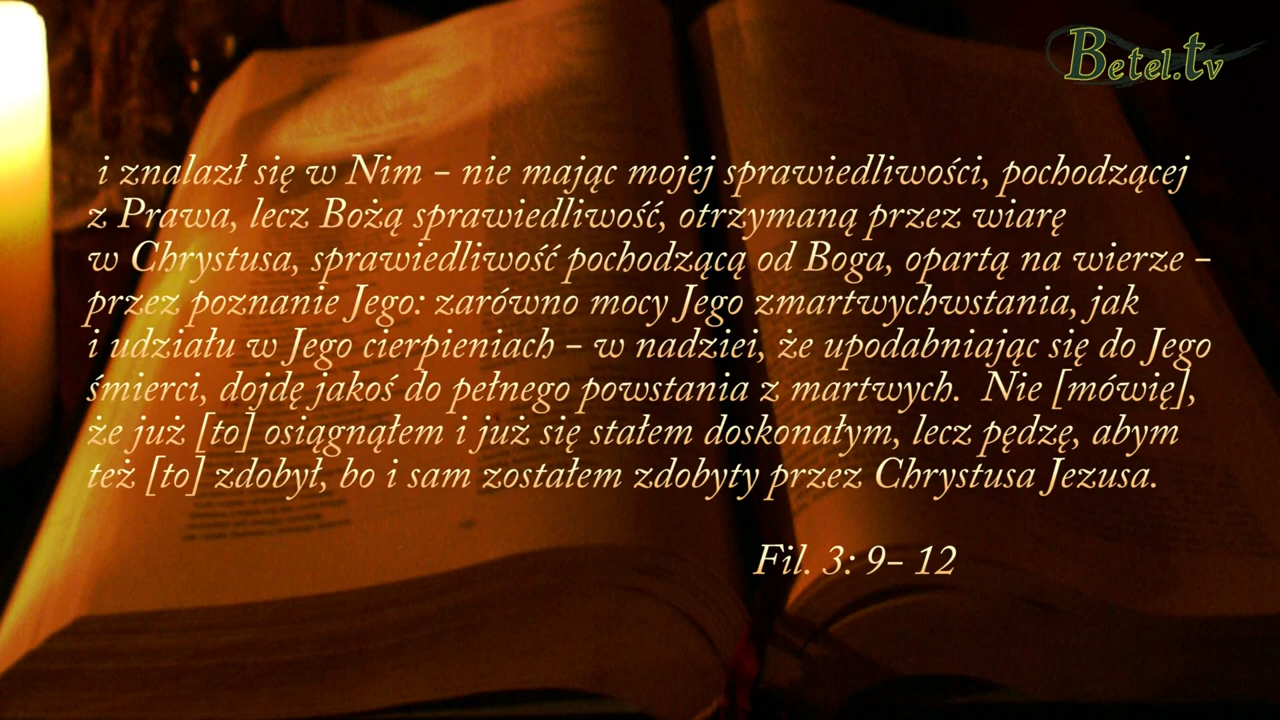 Betel.tv
i znalazł się w Nim – nie mając mojej sprawiedliwości, pochodzącej
z Prawa, lecz Bożą sprawiedliwość, otrzymaną przez wiarę
w Chrystusa, sprawiedliwość pochodzącą od Boga, opartą na wierze –
przez poznanie Jego: zarówno mocy Jego zmartwychwstania, jak
i udziału w Jego cierpieniach – w nadziei, że upodabniając się do Jego
śmierci, dojdę jakoś do pełnego powstania z martwych. Nie [mówię],
że już [to] osiągnąłem i już się stałem doskonałym, lecz pędzę, abym
też [to] zdobył, bo i sam zostałem zdobyty przez Chrystusa Jezusa.
Fil. 3: 9– 12